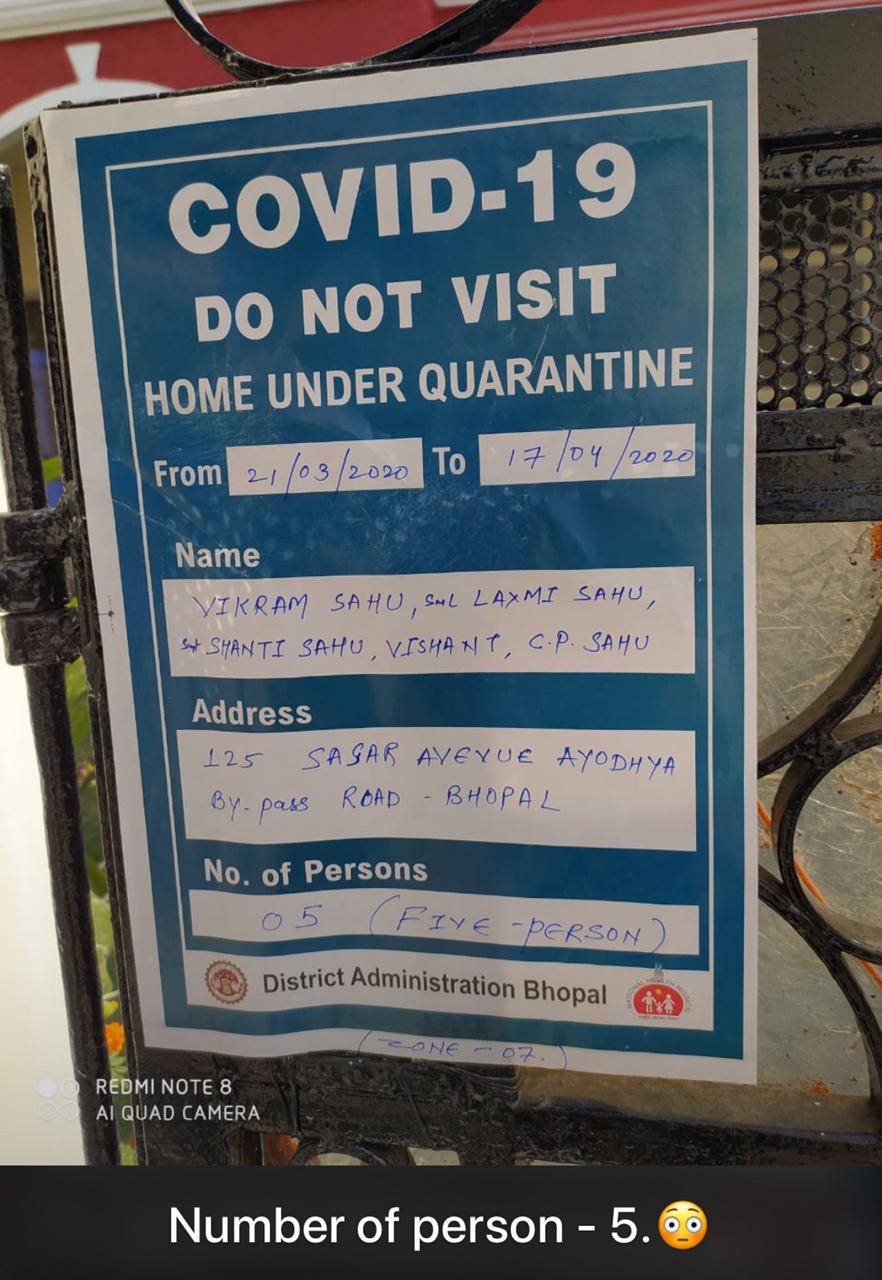 COVID-19
DO NOT VISIT
HOME UNDER QUARANTINE
From 21/03/2020 To 17/04/2020
Name
VIKRAM SAHU, Smt LAXMI SAHU,
Smt SHANTI SAHU, VISHANT, C.P. SAHU
Address
125 SAGAR AVENUE AYODHYA
By-pass ROAD - BHOPAL
No. of Persons
05 (FIVE-PERSON)
District Administration Bhopal
NATIONAL HEALTH MISSION
(ZONE - 07.)
REDMI NOTE 8
AI QUAD CAMERA
Number of person - 5.😳